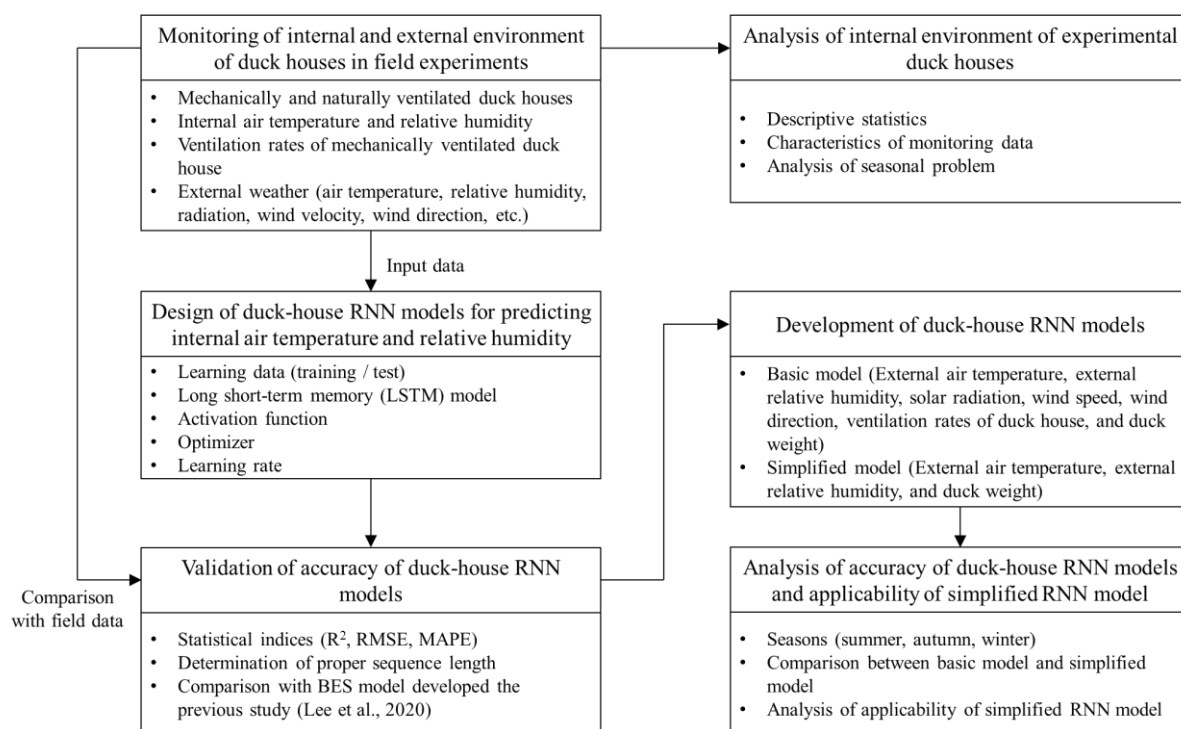 Monitoring of internal and external environment
of duck houses in field experiments
• Mechanically and naturally ventilated duck houses
• Internal air temperature and relative humidity
• Ventilation rates of mechanically ventilated duck
house
• External weather (air temperature, relative humidity,
radiation, wind velocity, wind direction, etc.)
Analysis of internal environment of experimental
duck houses
• Descriptive statistics
• Characteristics of monitoring data
• Analysis of seasonal problem
Input data
Design of duck-house RNN models for predicting
internal air temperature and relative humidity
• Learning data (training / test)
• Long short-term memory (LSTM) model
• Activation function
• Optimizer
• Learning rate
Development of duck-house RNN models
• Basic model (External air temperature, external
relative humidity, solar radiation, wind speed, wind
direction, ventilation rates of duck house, and duck
weight)
• Simplified model (External air temperature, external
relative humidity, and duck weight)
Comparison
with field data
Validation of accuracy of duck-house RNN
models
• Statistical indices (R², RMSE, MAPE)
• Determination of proper sequence length
• Comparison with BES model developed the
previous study (Lee et al., 2020)
Analysis of accuracy of duck-house RNN models
and applicability of simplified RNN model
• Seasons (summer, autumn, winter)
• Comparison between basic model and simplified
model
• Analysis of applicability of simplified RNN model